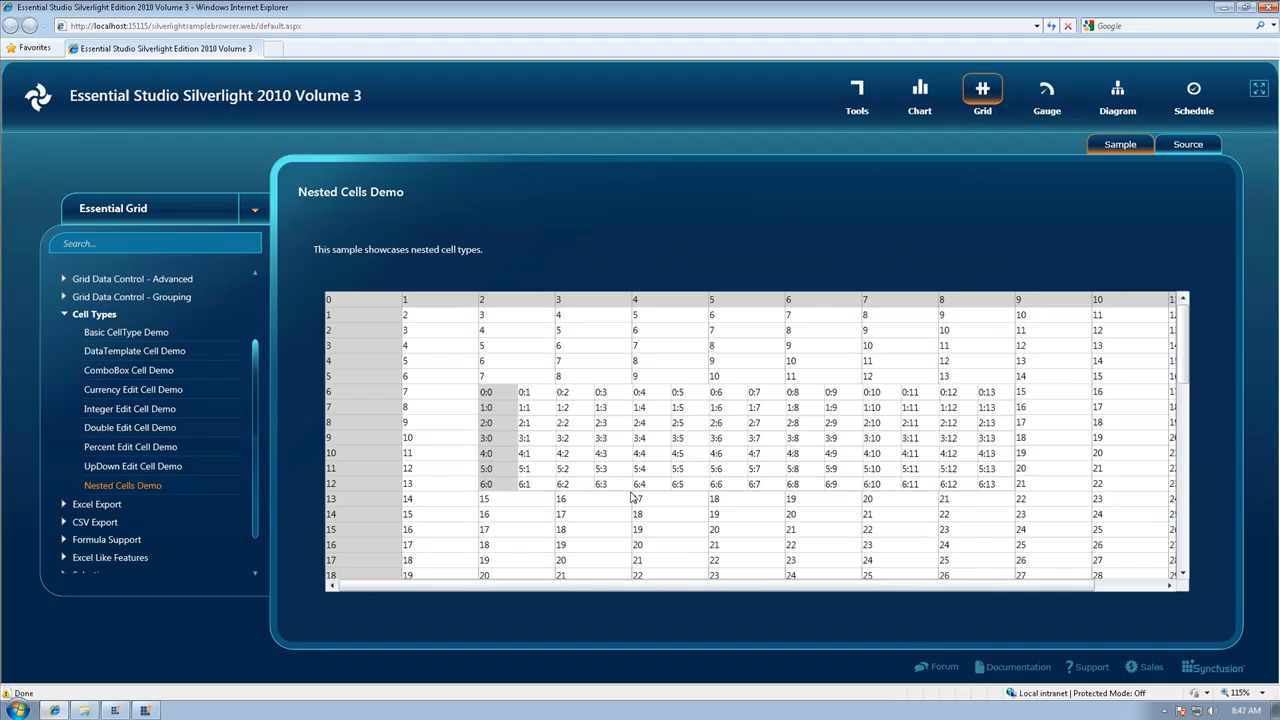 Essential Studio Silverlight Edition 2010 Volume 3 - Windows Internet Explorer
http://localhost:15115/silverlightsamplebrowser.web/default.aspx
Google
Favorites
Essential Studio Silverlight Edition 2010 Volume 3
Essential Studio Silverlight 2010 Volume 3
Tools Chart Grid Gauge Diagram Schedule
Sample Source
Essential Grid
Search...
Grid Data Control - Advanced
Grid Data Control - Grouping
Cell Types
Basic CellType Demo
DataTemplate Cell Demo
ComboBox Cell Demo
Currency Edit Cell Demo
Integer Edit Cell Demo
Double Edit Cell Demo
Percent Edit Cell Demo
UpDown Edit Cell Demo
Nested Cells Demo
Excel Export
CSV Export
Formula Support
Excel Like Features
Nested Cells Demo
This sample showcases nested cell types.
0 1 2 3 4 5 6 7 8 9 10
1 2 3 4 5 6 7 8 9 10 11
2 3 4 5 6 7 8 9 10 11 12
3 4 5 6 7 8 9 10 11 12 13
4 5 6 7 8 9 10 11 12 13 14
5 6 7 8 9 10 11 12 13 14 15
6 7 0:0 0:1 0:2 0:3 0:4 0:5 0:6 0:7 0:8 0:9 0:10 0:11 0:12 0:13 15 16
7 8 1:0 1:1 1:2 1:3 1:4 1:5 1:6 1:7 1:8 1:9 1:10 1:11 1:12 1:13 16 17
8 9 2:0 2:1 2:2 2:3 2:4 2:5 2:6 2:7 2:8 2:9 2:10 2:11 2:12 2:13 17 18
9 10 3:0 3:1 3:2 3:3 3:4 3:5 3:6 3:7 3:8 3:9 3:10 3:11 3:12 3:13 18 19
10 11 4:0 4:1 4:2 4:3 4:4 4:5 4:6 4:7 4:8 4:9 4:10 4:11 4:12 4:13 19 20
11 12 5:0 5:1 5:2 5:3 5:4 5:5 5:6 5:7 5:8 5:9 5:10 5:11 5:12 5:13 20 21
12 13 6:0 6:1 6:2 6:3 6:4 6:5 6:6 6:7 6:8 6:9 6:10 6:11 6:12 6:13 21 22
13 14 15 16 17 18 19 20 21 22 23
14 15 16 17 18 19 20 21 22 23 24
15 16 17 18 19 20 21 22 23 24 25
16 17 18 19 20 21 22 23 24 25 26
17 18 19 20 21 22 23 24 25 26 27
18 19 20 21 22 23 24 25 26 27 28
Forum Documentation Support Sales Syncfusion
Done
Local intranet | Protected Mode: Off
115%
8:47 AM